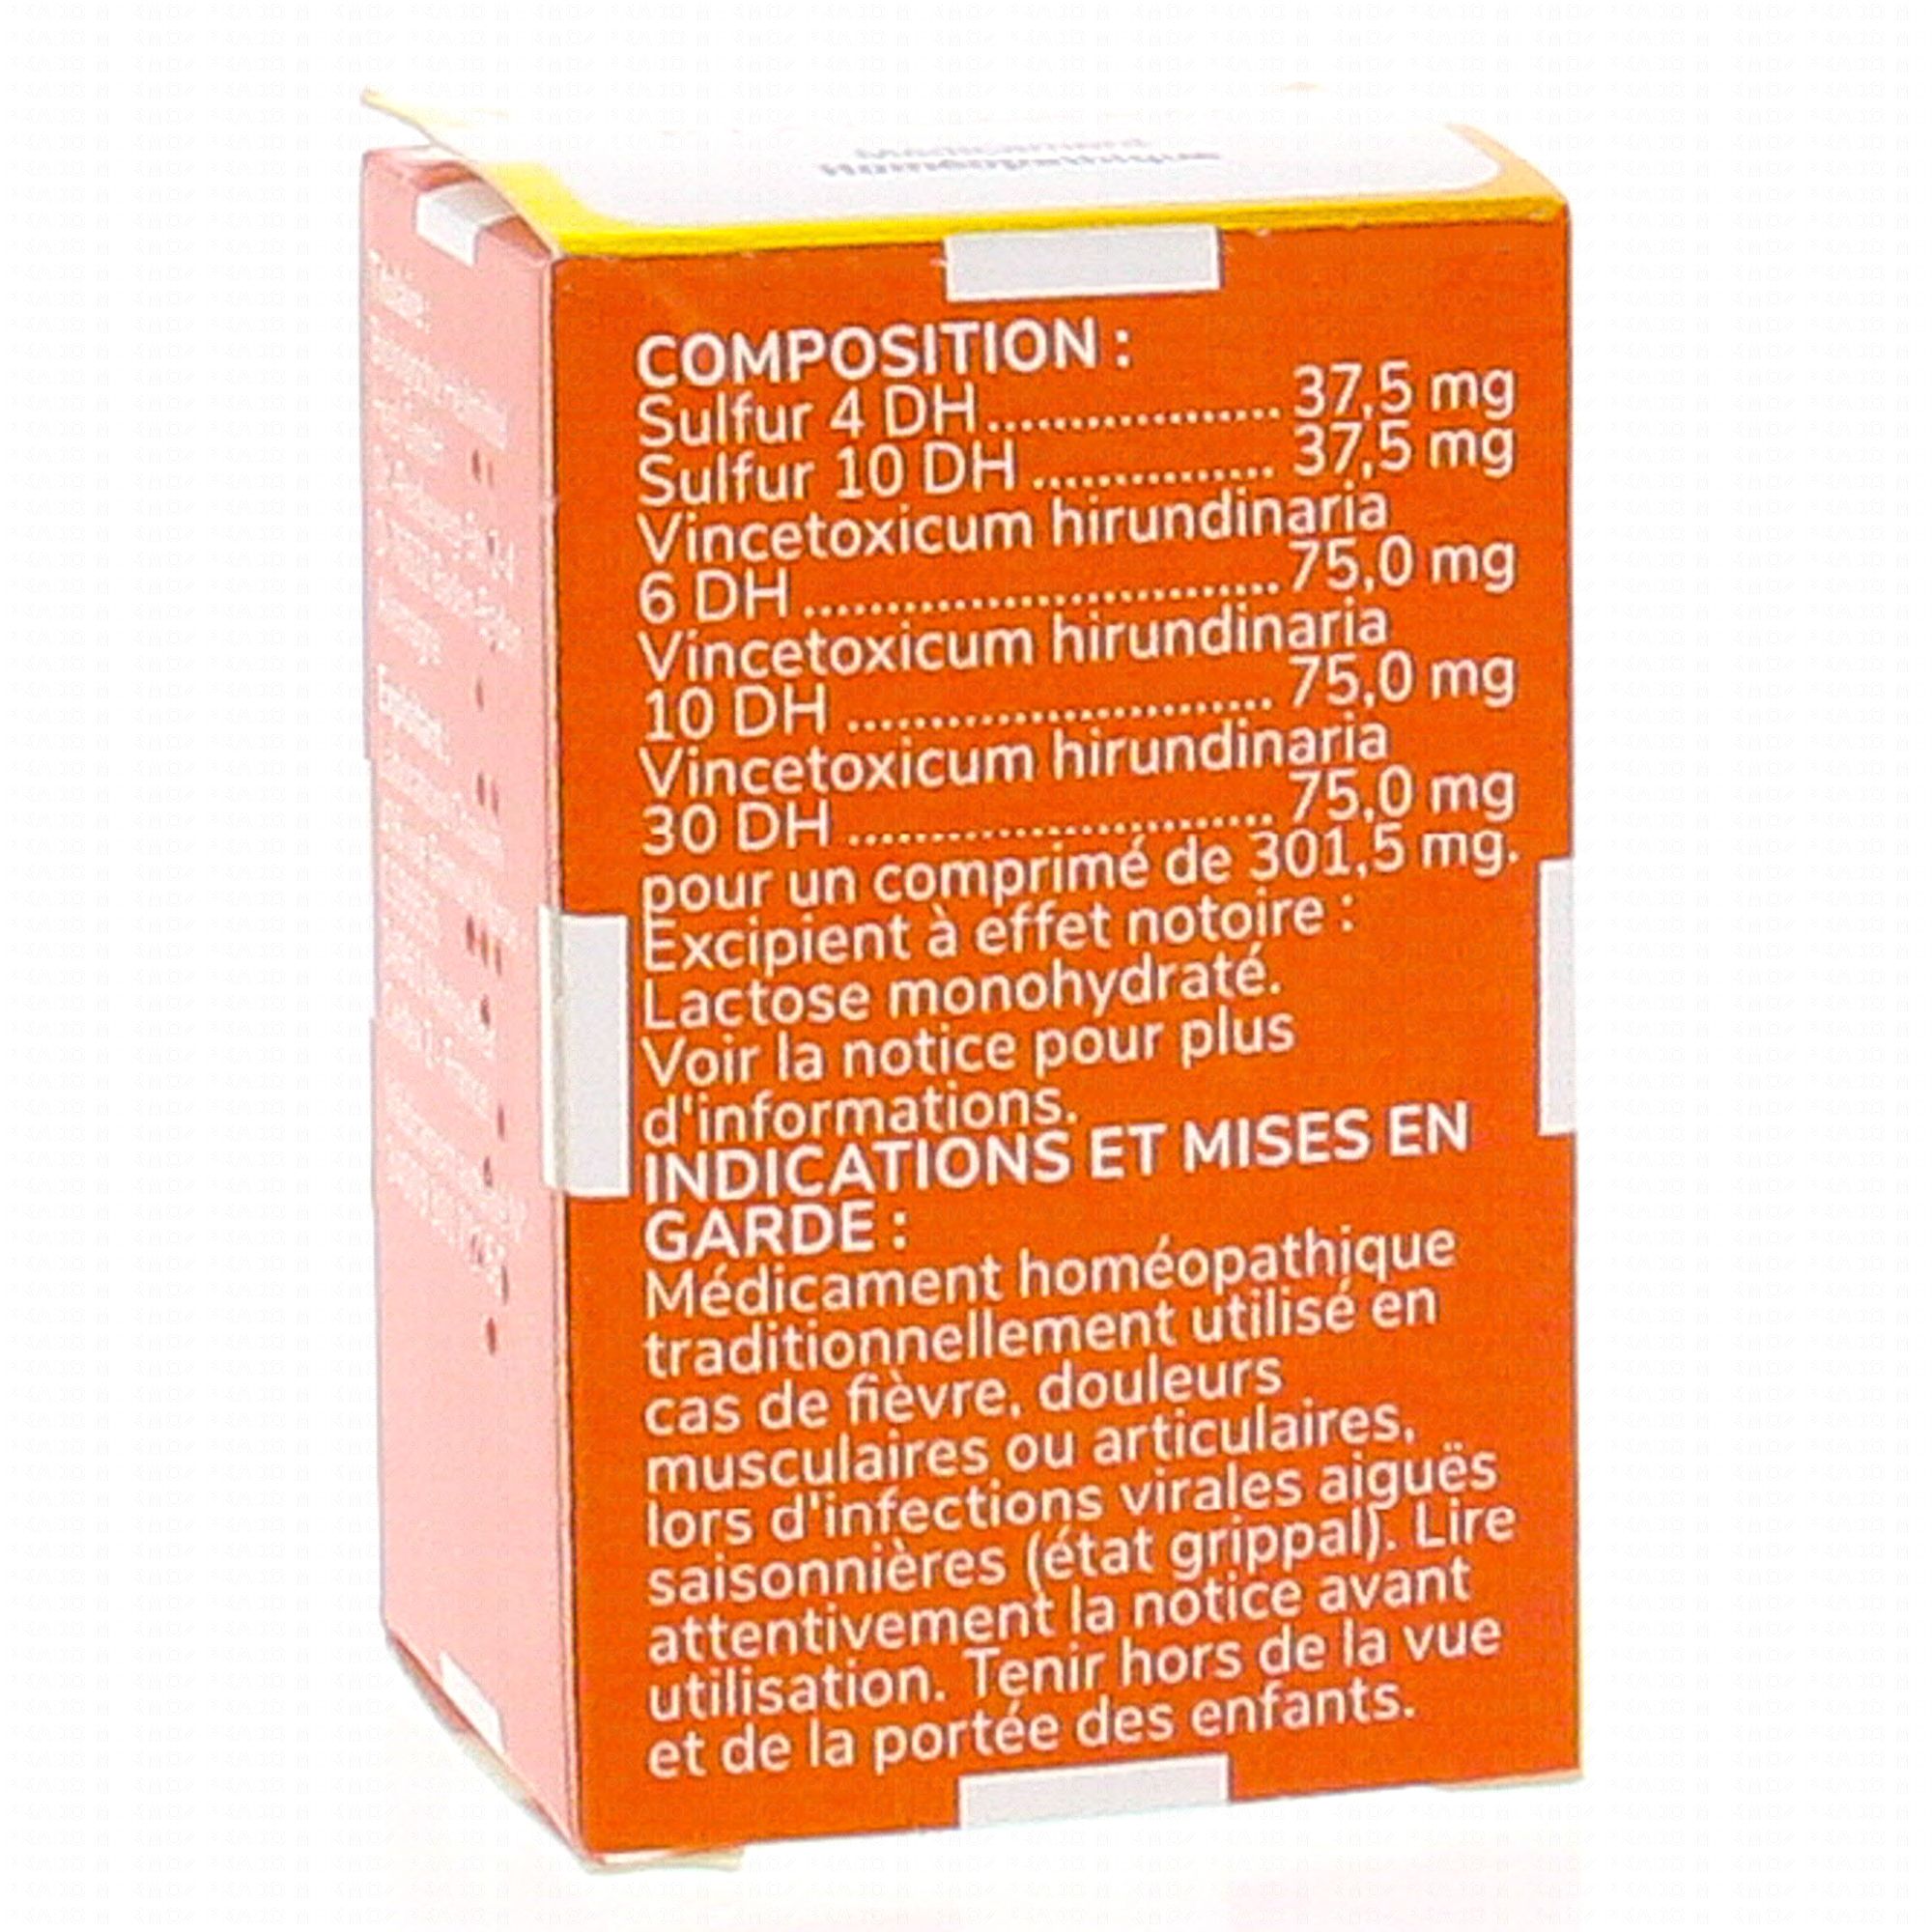 COMPOSITION :
Sulfur 4 DH........................ 37,5 mg
Sulfur 10 DH .................... 37,5 mg
Vincetoxicum hirundinaria
6 DH ....................................... 75,0 mg
Vincetoxicum hirundinaria
10 DH ................................... 75,0 mg
Vincetoxicum hirundinaria
30 DH ................................... 75,0 mg
pour un comprimé de 301,5 mg.
Excipient à effet notoire :
Lactose monohydraté.
Voir la notice pour plus
d'informations.
INDICATIONS ET MISES EN
GARDE :
Médicament homéopathique
traditionnellement utilisé en
cas de fièvre, douleurs
musculaires ou articulaires,
lors d'infections virales aiguës
saisonnières (état grippal). Lire
attentivement la notice avant
utilisation. Tenir hors de la vue
et de la portée des enfants.